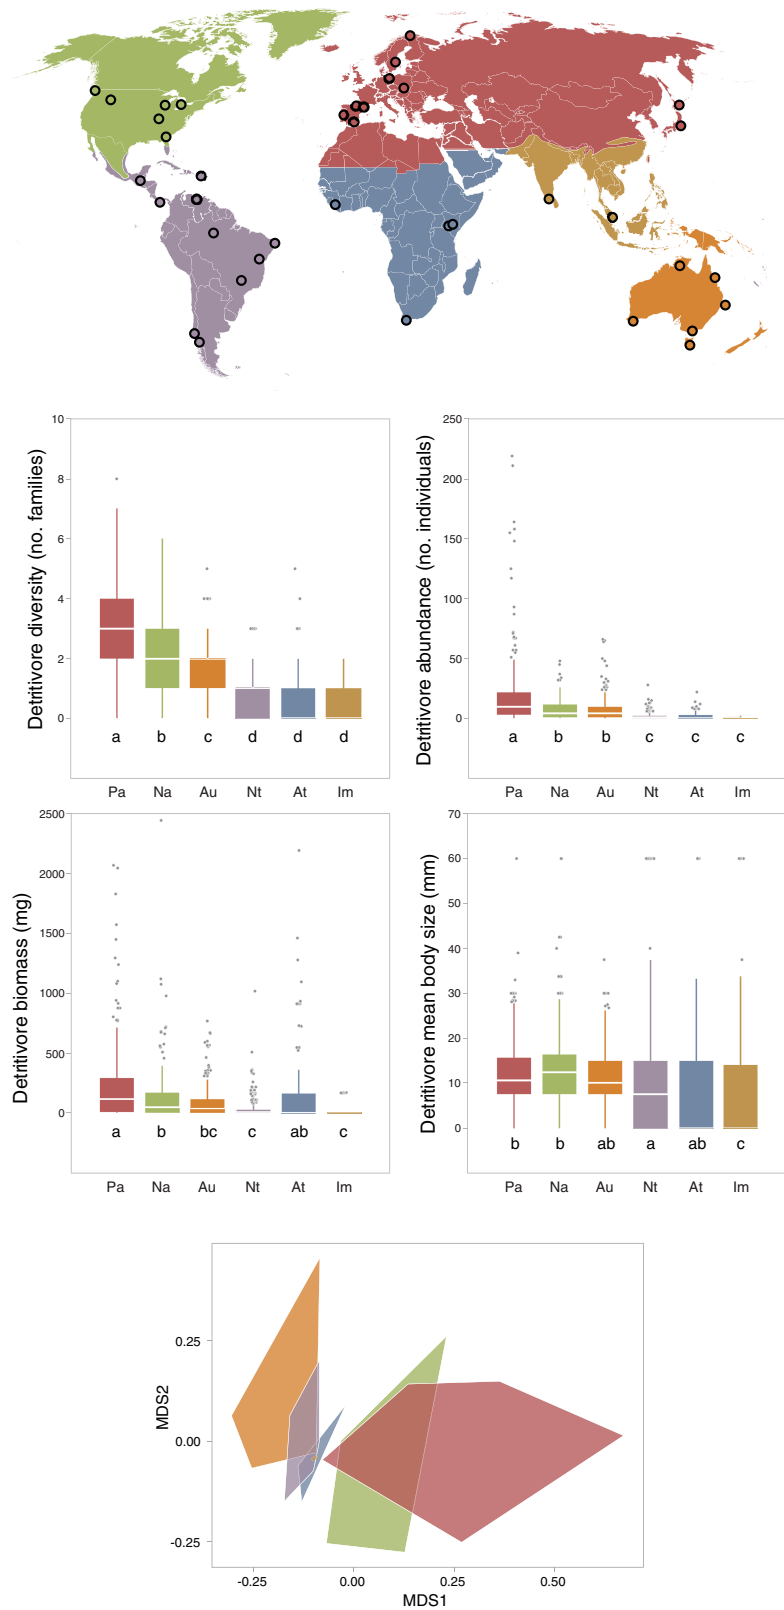 Detritivore diversity (no. families)
10
8
6
4
2
0
a b c d d d
Pa Na Au Nt At Im
Detritivore abundance (no. individuals)
250
200
150
100
50
0
a b b c c c
Pa Na Au Nt At Im
Detritivore biomass (mg)
2500
2000
1500
1000
500
0
a b bc c ab c
Pa Na Au Nt At Im
Detritivore mean body size (mm)
70
60
50
40
30
20
10
0
b b ab a ab c
Pa Na Au Nt At Im
MDS2
0.25
0.00
-0.25
-0.25 0.00 0.25 0.50
MDS1